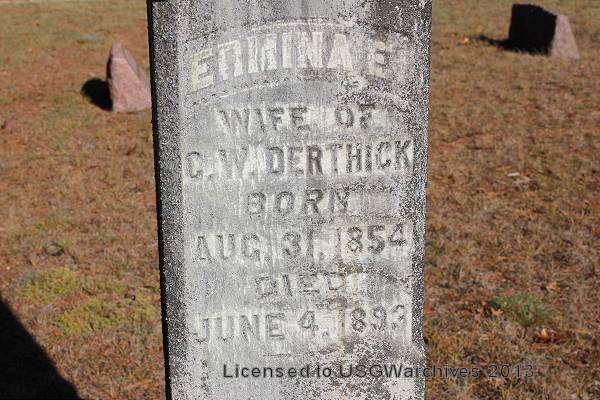 ERMINA E.
WIFE OF
C. W. DERTHICK
BORN
AUG. 31, 1854
DIED
JUNE 4, 1893
Licensed to USGWarchives 2013